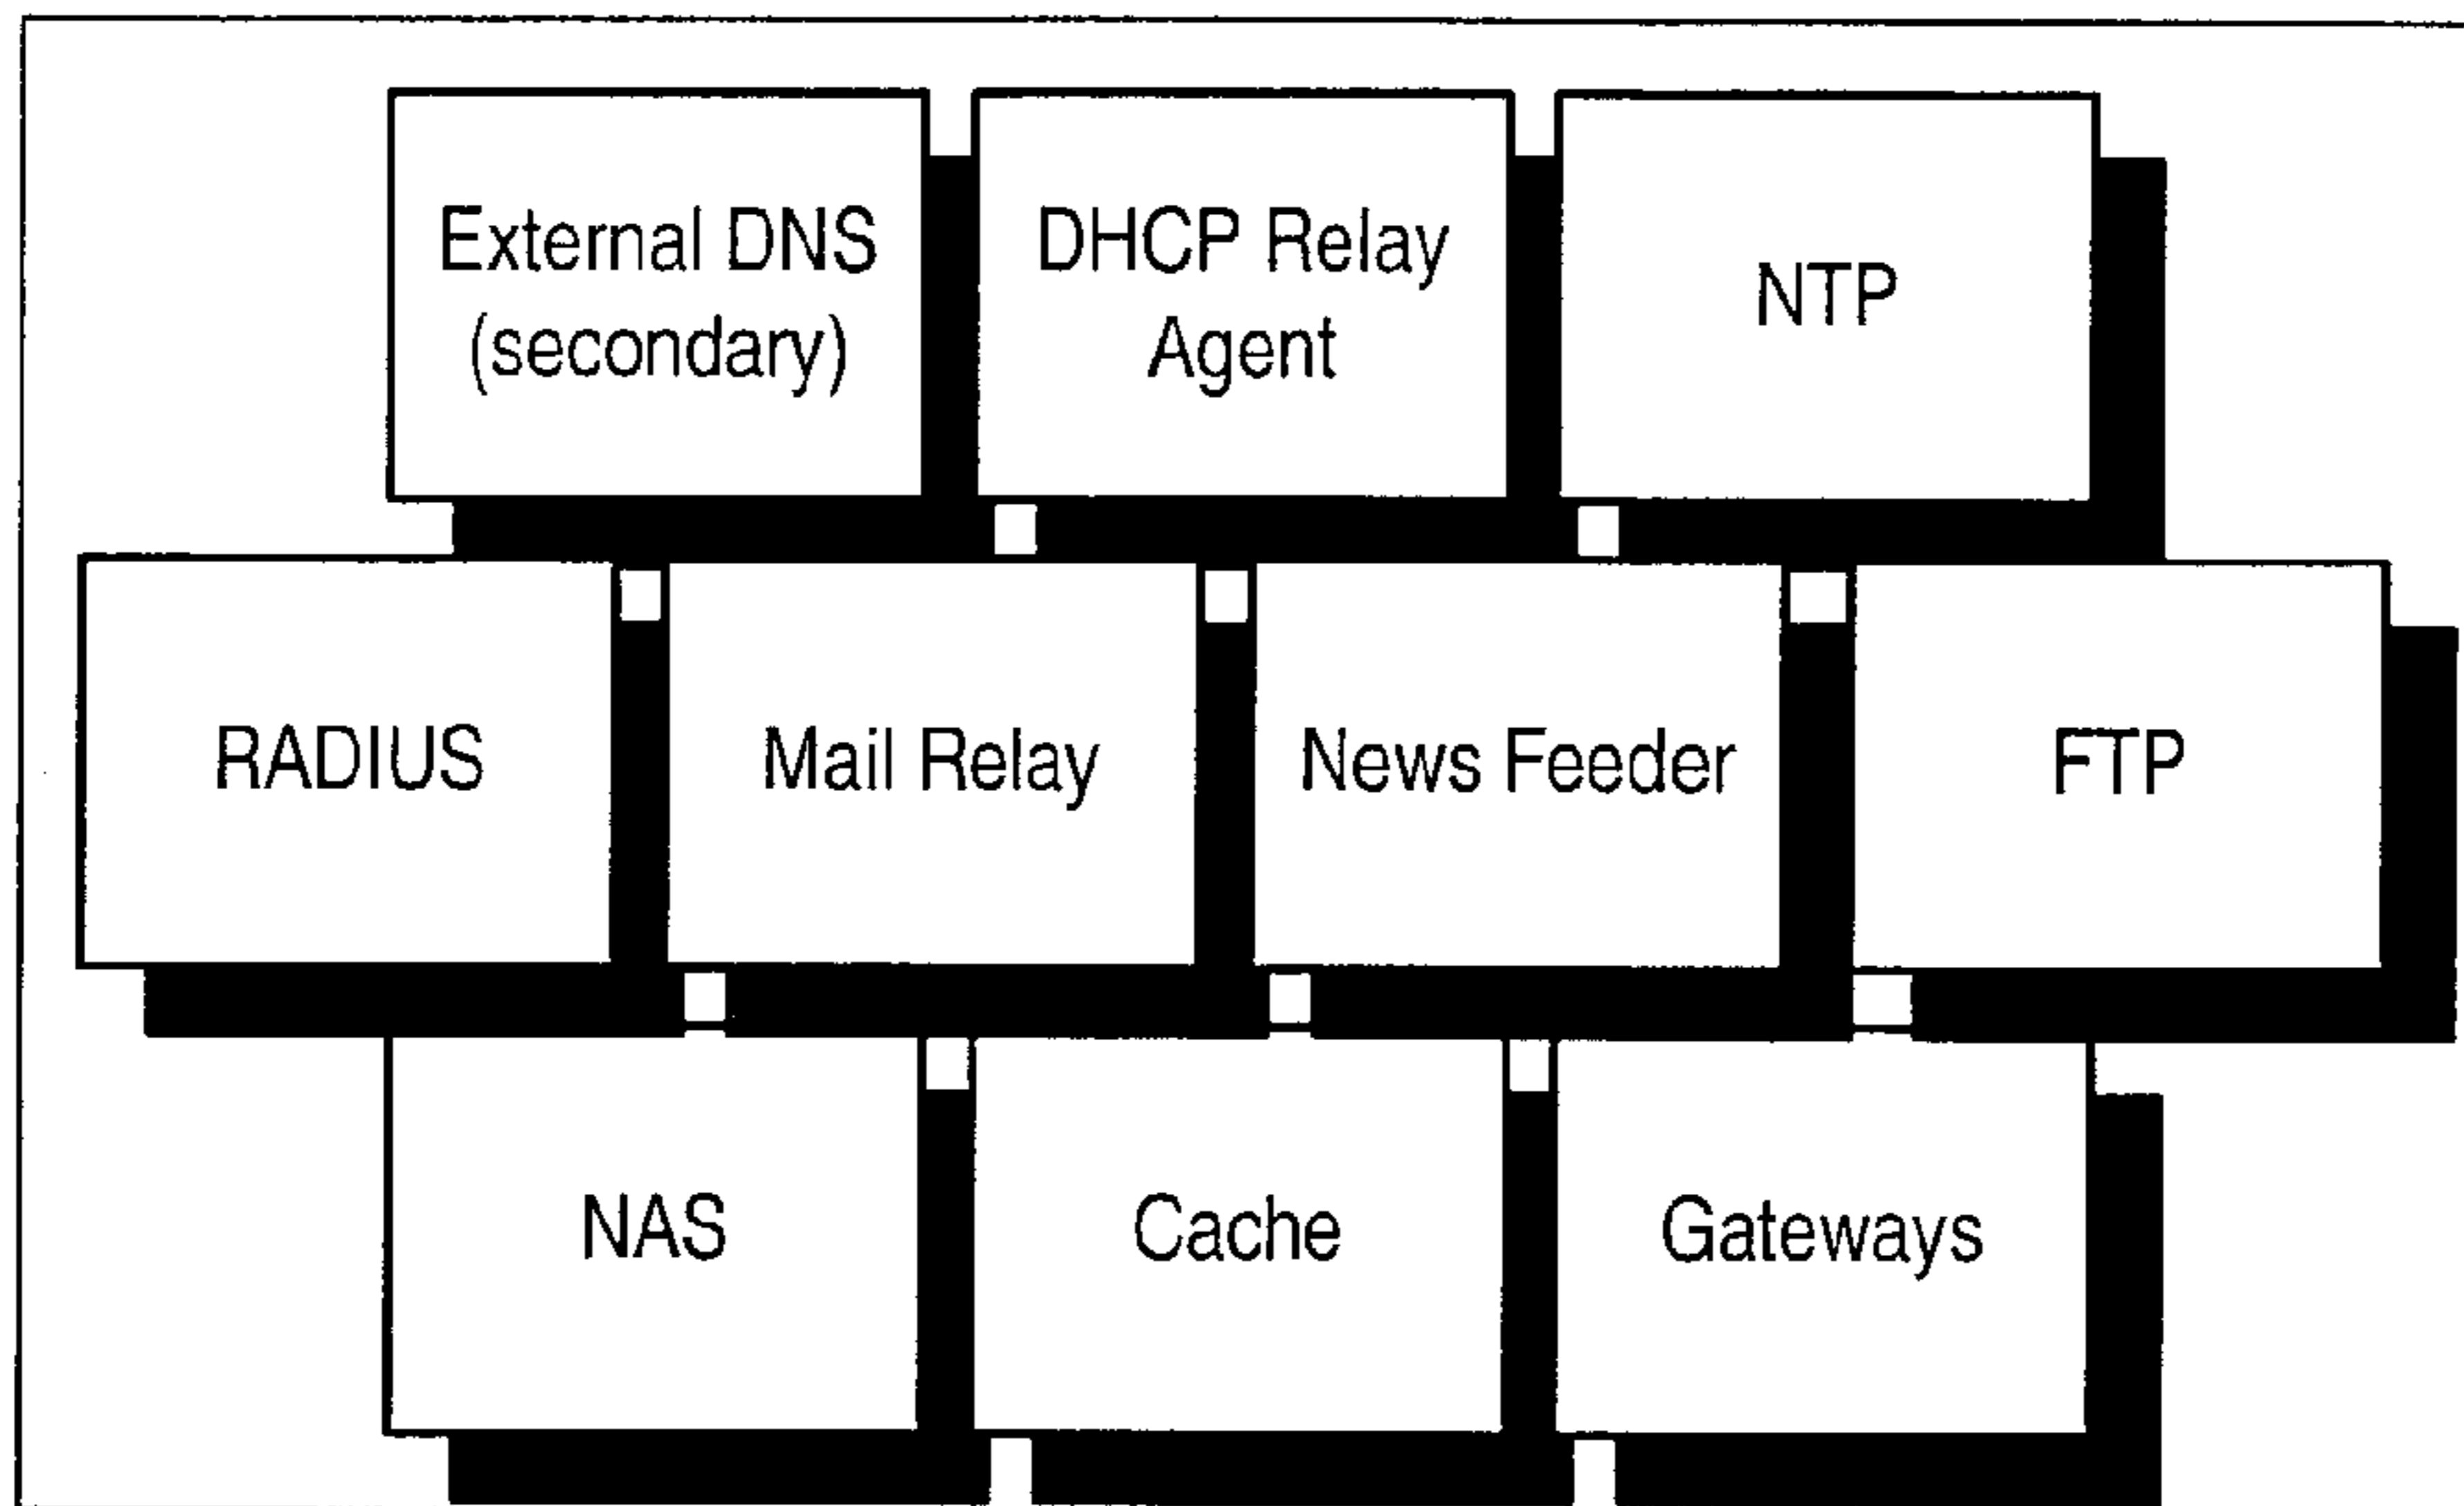 External DNS
(secondary)
DHCP Relay
Agent
NTP
RADIUS
Mail Relay
News Feeder
FTP
NAS
Cache
Gateways